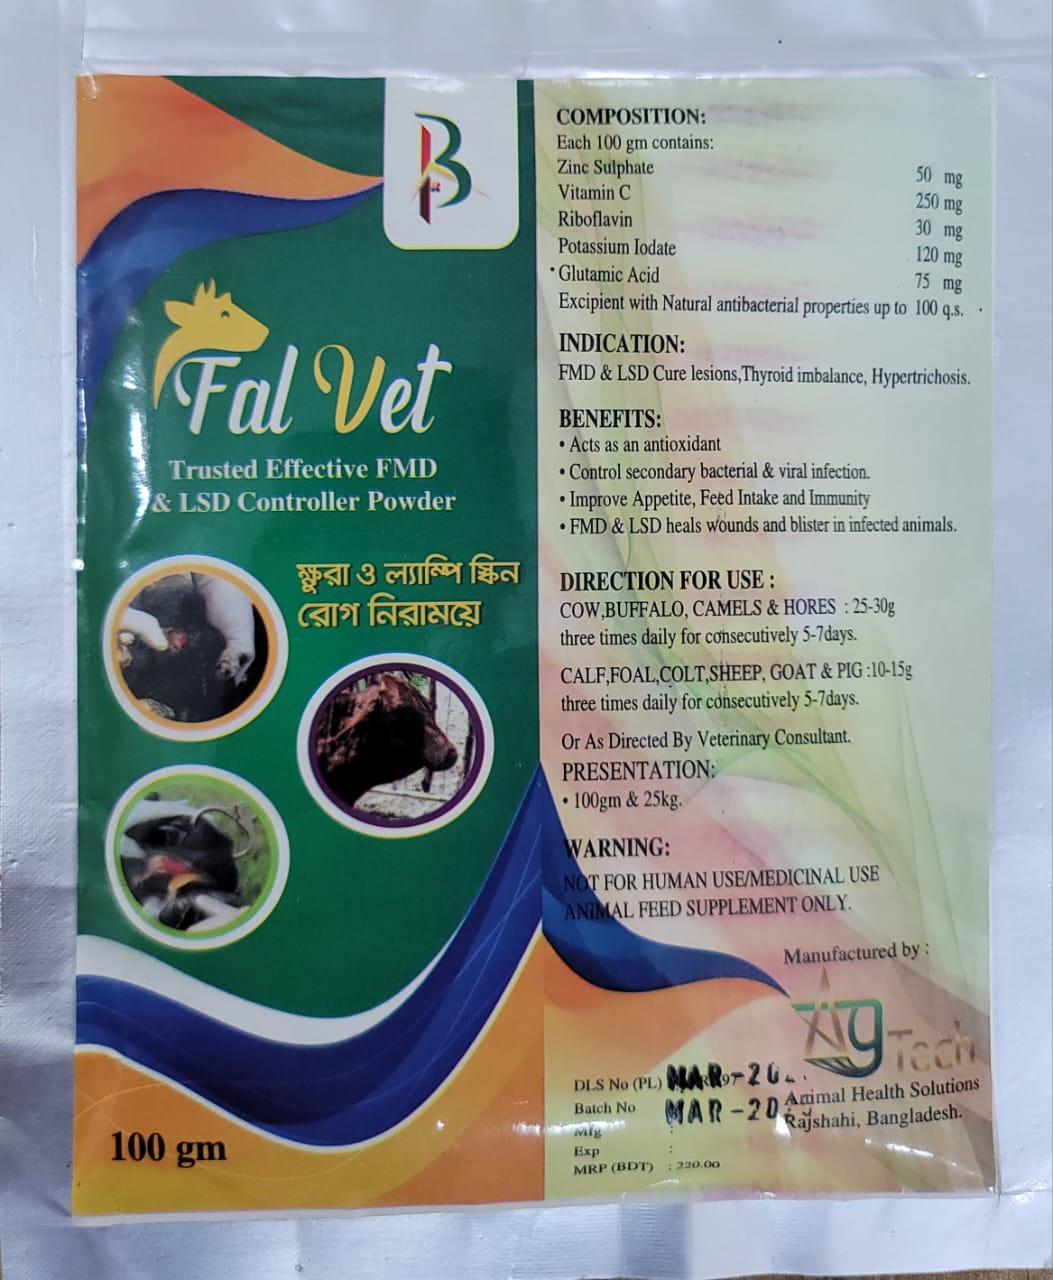 B
Fal Vet
Trusted Effective FMD
& LSD Controller Powder
ক্ষুরা ও ল্যাম্পি স্কিন
রোগ নিরাময়ে
100 gm
COMPOSITION:
Each 100 gm contains:
Zinc Sulphate 50 mg
Vitamin C 250 mg
Riboflavin 30 mg
Potassium Iodate 120 mg
Glutamic Acid 75 mg
Excipient with Natural antibacterial properties up to 100 q.s.
INDICATION:
FMD & LSD Cure lesions,Thyroid imbalance, Hypertrichosis.
BENEFITS:
• Acts as an antioxidant
• Control secondary bacterial & viral infection.
• Improve Appetite, Feed Intake and Immunity
• FMD & LSD heals wounds and blister in infected animals.
DIRECTION FOR USE :
COW,BUFFALO, CAMELS & HORES : 25-30g
three times daily for consecutively 5-7days.
CALF,FOAL,COLT,SHEEP, GOAT & PIG :10-15g
three times daily for consecutively 5-7days.
Or As Directed By Veterinary Consultant.
PRESENTATION:
• 100gm & 25kg.
WARNING:
NOT FOR HUMAN USE/MEDICINAL USE
ANIMAL FEED SUPPLEMENT ONLY.
Manufactured by :
Ag Tech
Animal Health Solutions
Rajshahi, Bangladesh.
DLS No (PL) MAR-20
Batch No MAR-20
Mfg :
Exp :
MRP (BDT) : 220.00